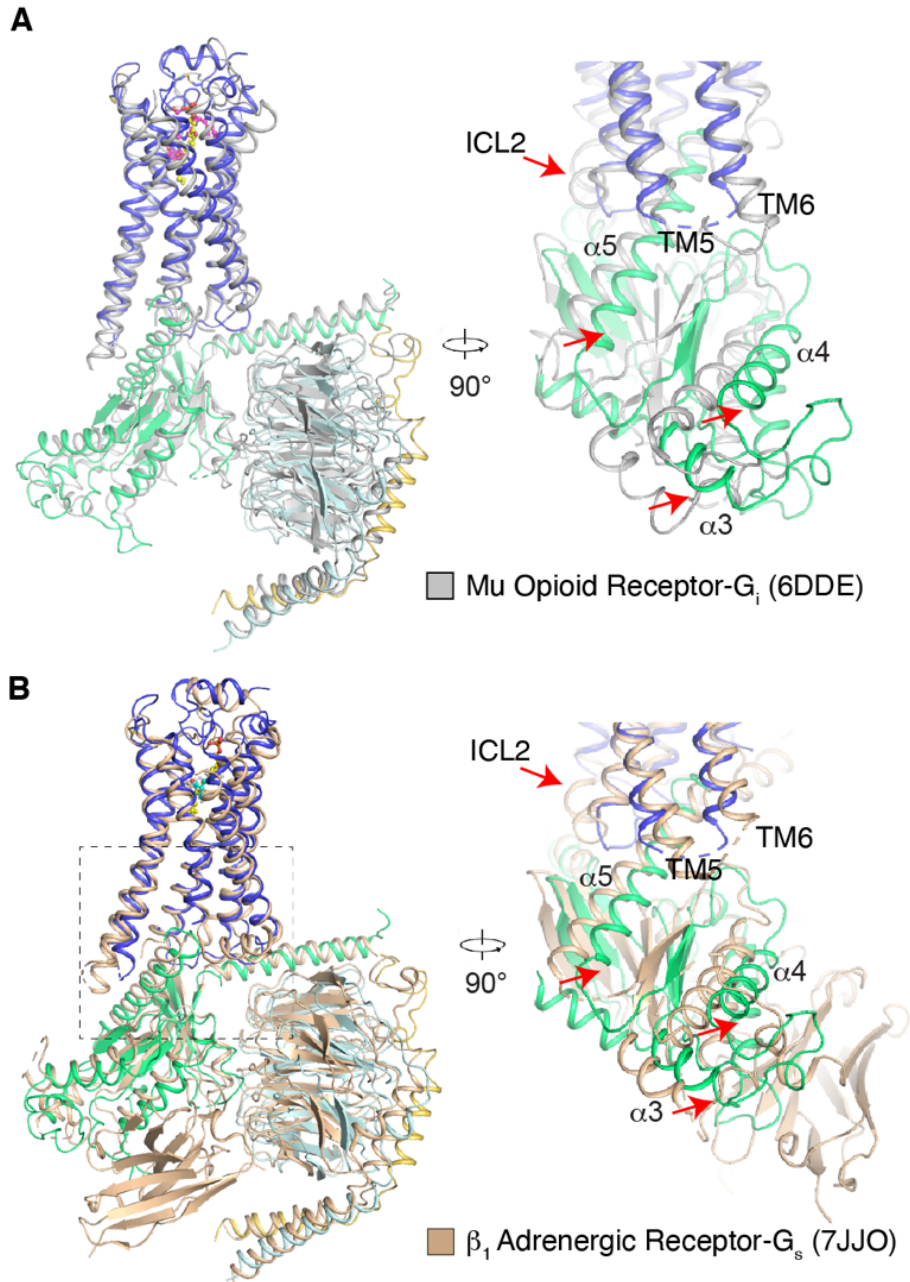 A
ICL2
TM6
TM5
α5
90°
α4
α3
Mu Opioid Receptor-Gi (6DDE)
B
ICL2
TM6
TM5
α5
90°
α4
α3
β1 Adrenergic Receptor-Gs (7JJO)